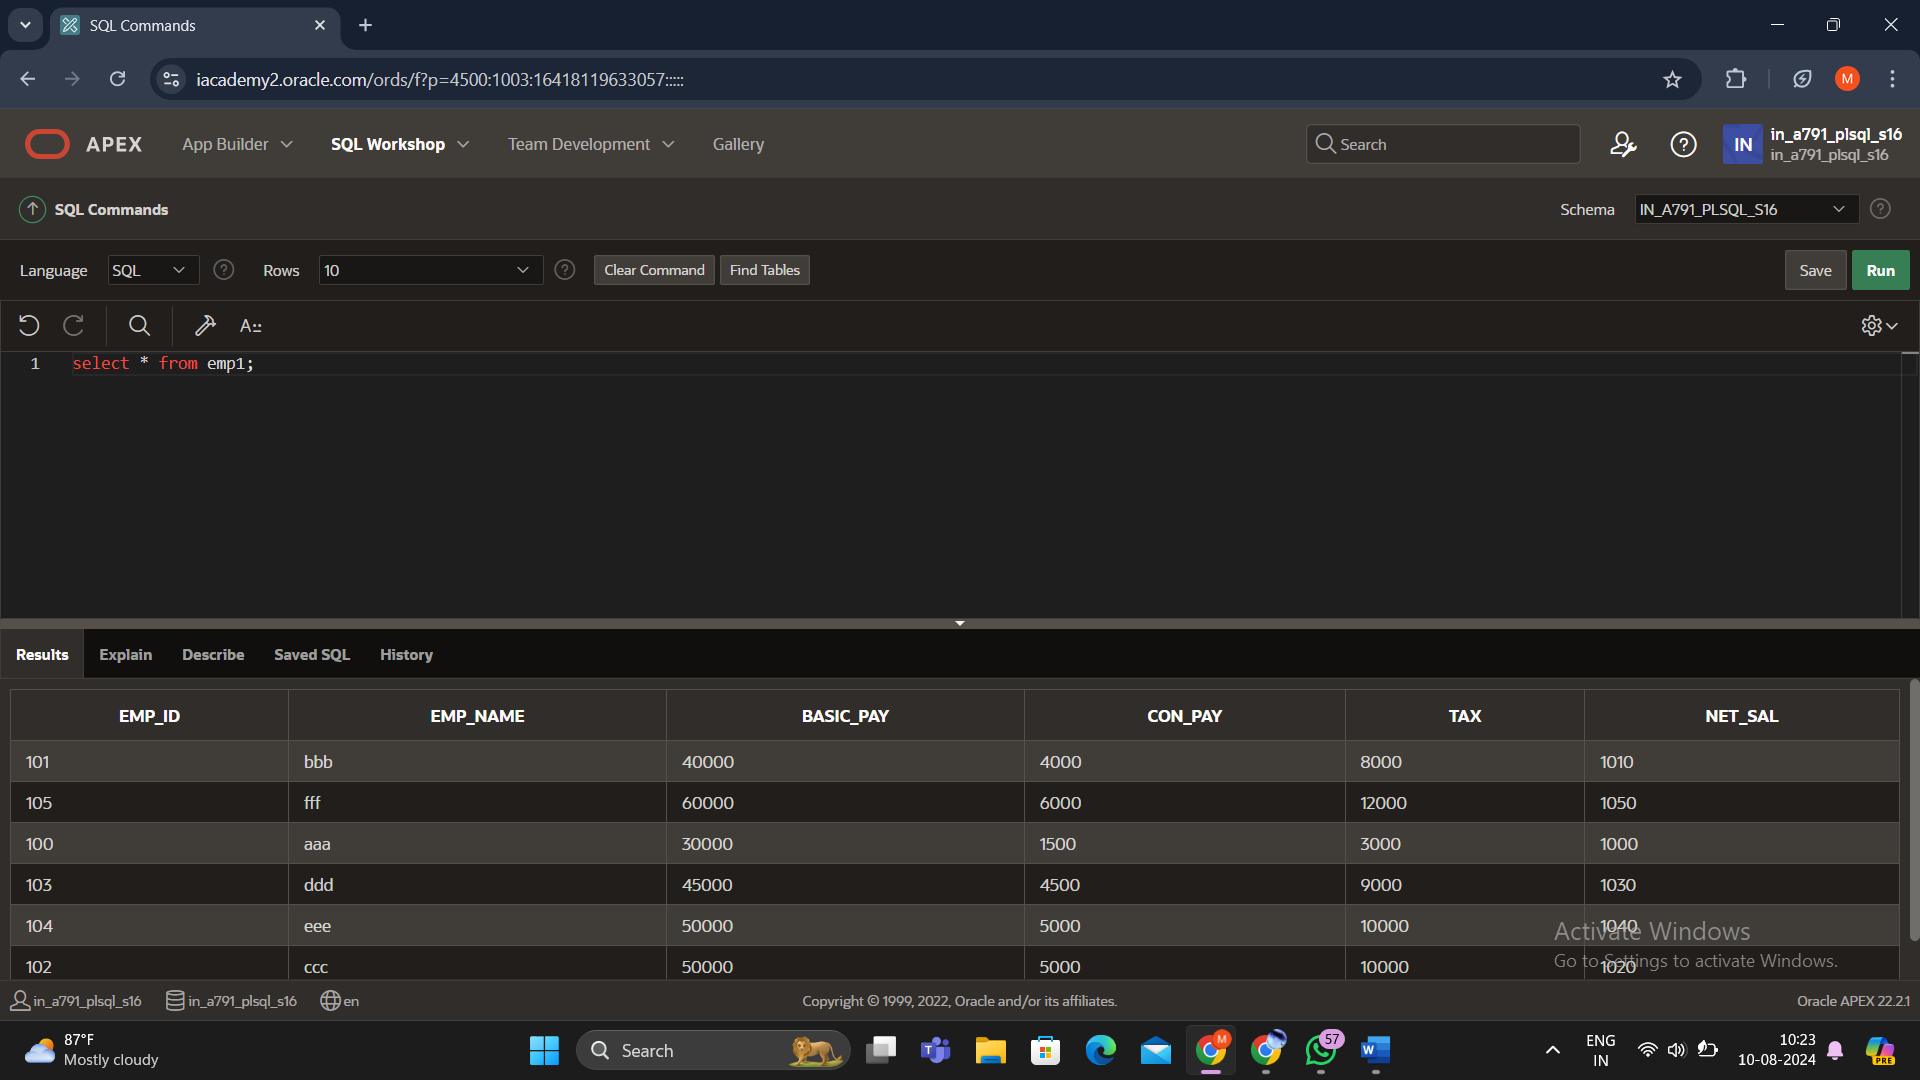 SQL Commands
iacademy2.oracle.com/ords/f?p=4500:1003:16418119633057:::::
M
APEX App Builder SQL Workshop Team Development Gallery Search IN in_a791_plsql_s16
in_a791_plsql_s16
SQL Commands Schema IN_A791_PLSQL_S16
Language SQL Rows 10 Clear Command Find Tables Save Run
A::
1 select * from emp1;
Results Explain Describe Saved SQL History
EMP_ID EMP_NAME BASIC_PAY CON_PAY TAX NET_SAL
101 bbb 40000 4000 8000 1010
105 fff 60000 6000 12000 1050
100 aaa 30000 1500 3000 1000
103 ddd 45000 4500 9000 1030
104 eee 50000 5000 10000 1040
Activate Windows
102 ccc 50000 5000 10000 1020
Go to Settings to activate Windows.
in_a791_plsql_s16 in_a791_plsql_s16 en Copyright © 1999, 2022, Oracle and/or its affiliates. Oracle APEX 22.2.1
87°F
Mostly cloudy
Search
M
57
ENG
IN
10:23
10-08-2024
PRE